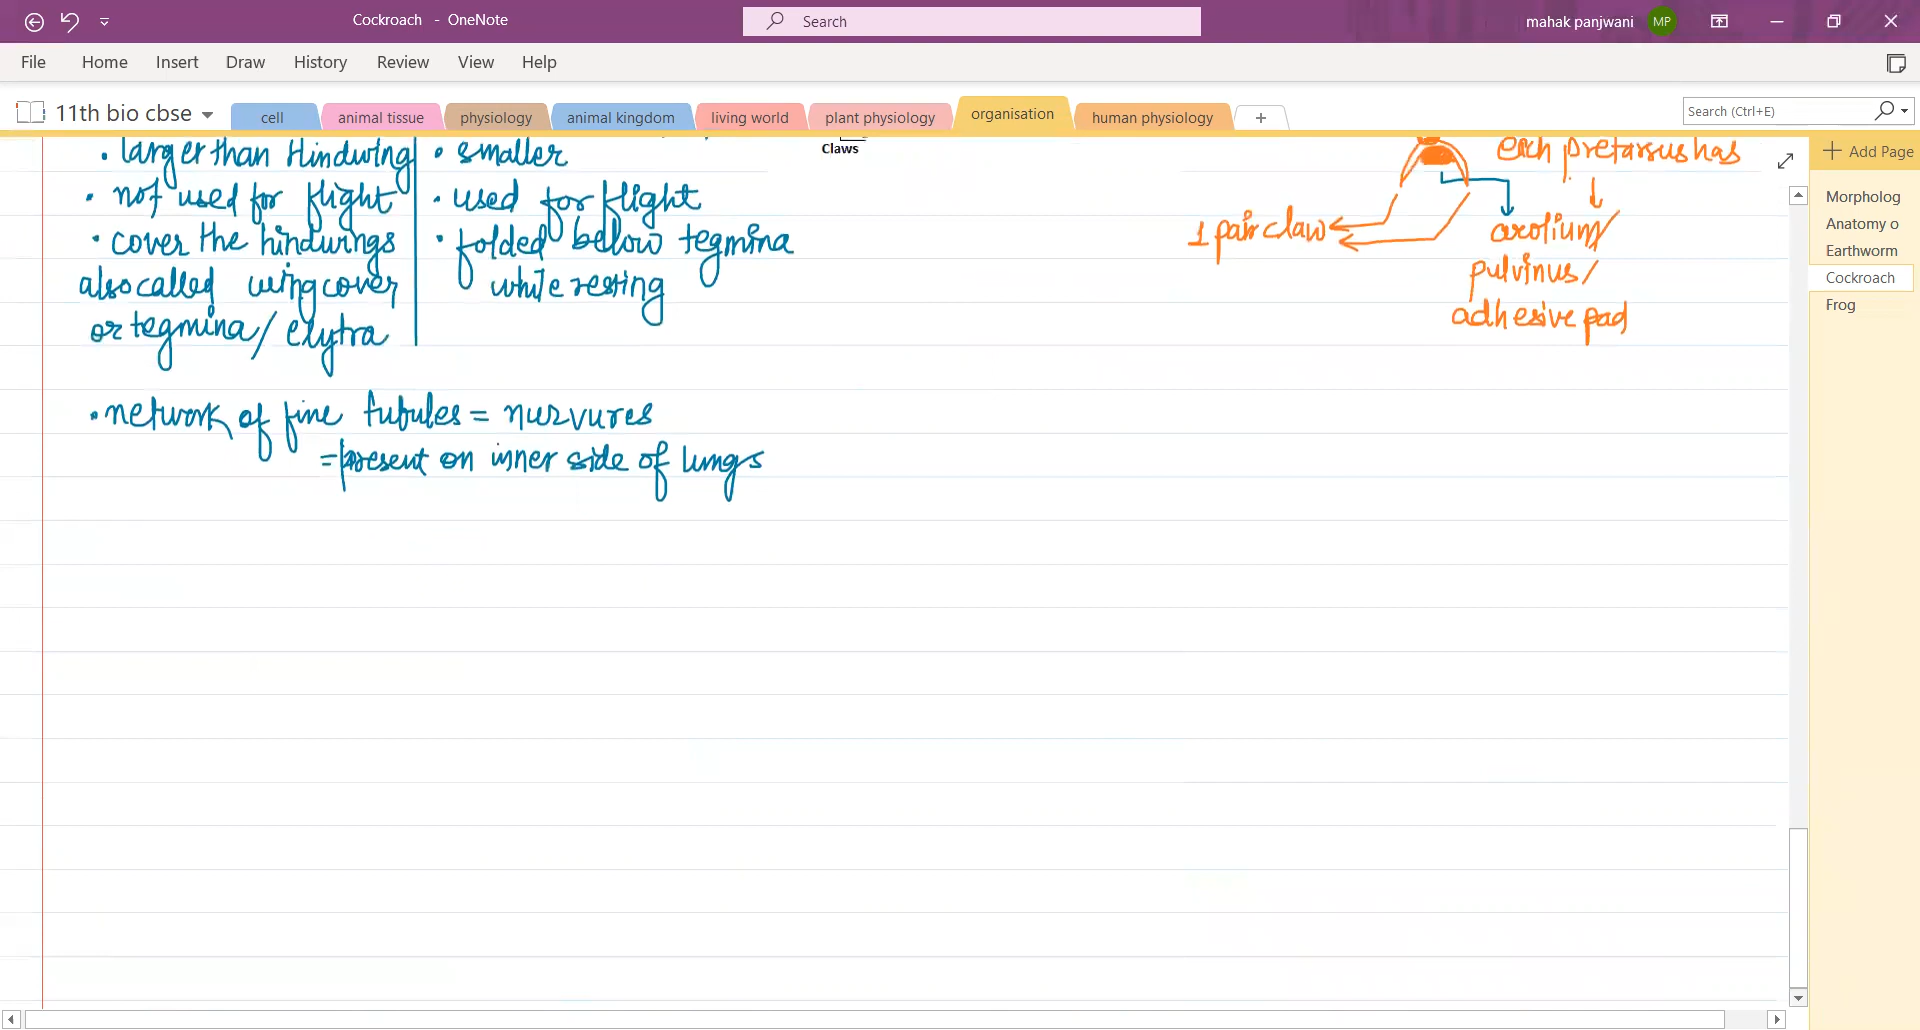 Cockroach - OneNote
Search
mahak panjwani MP
File Home Insert Draw History Review View Help
11th bio cbse
cell animal tissue physiology animal kingdom living world plant physiology organisation human physiology +
Search (Ctrl+E)
Add Page
Morpholog
Anatomy o
Earthworm
Cockroach
Frog
• larger than Hindwing
• not used for flight
• cover the hindwings
also called wing cover
or tegmina/ elytra
• smaller
• used for flight
• folded below tegmina
while resting
Claws
each pretarsus has
1 pair claw
arolium/
pulvinus/
adhesive pad
• network of fine tubules = nurvures
= present on inner side of lungs